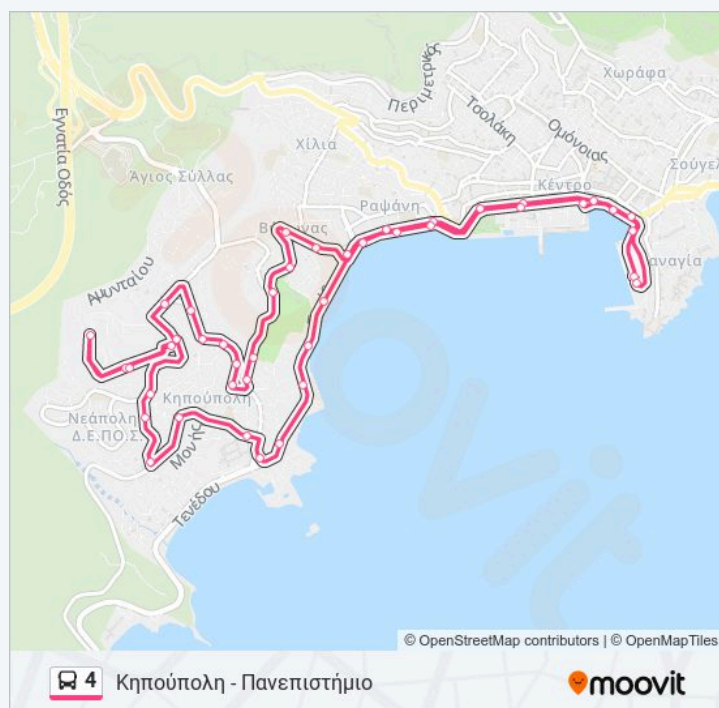 Χωράφα
Περιμετρικός
Τσολάκη
Ομόνοιας
Εγνατία Οδός
Χίλια
Σούγελ
Κέντρο
Άγιος Σύλλας
Ραψάνη
Αμυνταίου
Κηπούπολη
Νεάπολη
Δ.Ε.ΠΟ.Σ.
Τενέδου
© OpenStreetMap contributors | © OpenMapTiles
4 Κηπούπολη - Πανεπιστήμιο moovit